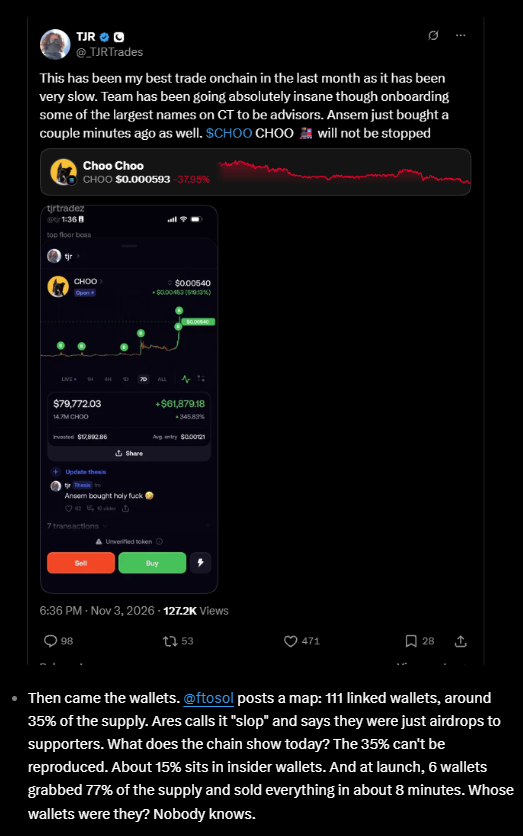 TJR
@_TJRTrades
This has been my best trade onchain in the last month as it has been
very slow. Team has been going absolutely insane though onboarding
some of the largest names on CT to be advisors. Ansem just bought a
couple minutes ago as well. $CHOO CHOO 🚂 will not be stopped
Choo Choo
CHOO $0.000593 -37.95%
tjrtradez
1:36
top floor boss
tjr
CHOO
$0.00540
Open
+$0.00453 (519.12%)
$0.00540
LIVE 1H 4H 1D 7D ALL
$79,772.03 +$61,879.18
14.7M CHOO 345.83%
Invested $17,892.86 Avg. entry $0.00121
Share
+ Update thesis
tjr Thesis 1m
Ansem bought holy fuck 🤣
7 transactions
Unverified token
Sell Buy
6:36 PM · Nov 3, 2026 · 127.2K Views
98 53 471 28
• Then came the wallets. @ftosol posts a map: 111 linked wallets, around
35% of the supply. Ares calls it "slop" and says they were just airdrops to
supporters. What does the chain show today? The 35% can't be
reproduced. About 15% sits in insider wallets. And at launch, 6 wallets
grabbed 77% of the supply and sold everything in about 8 minutes. Whose
wallets were they? Nobody knows.